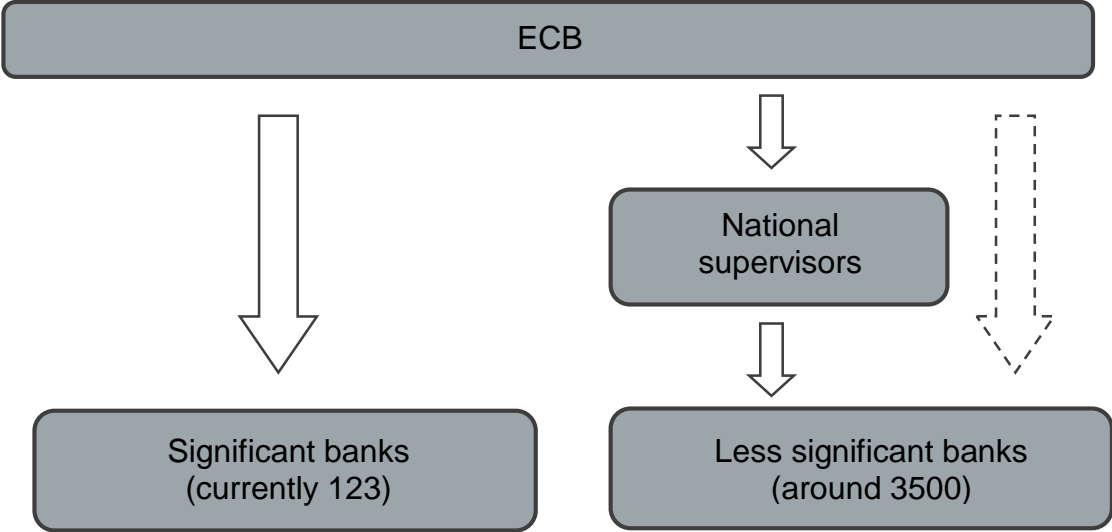 ECB
National
supervisors
Significant banks
(currently 123)
Less significant banks
(around 3500)